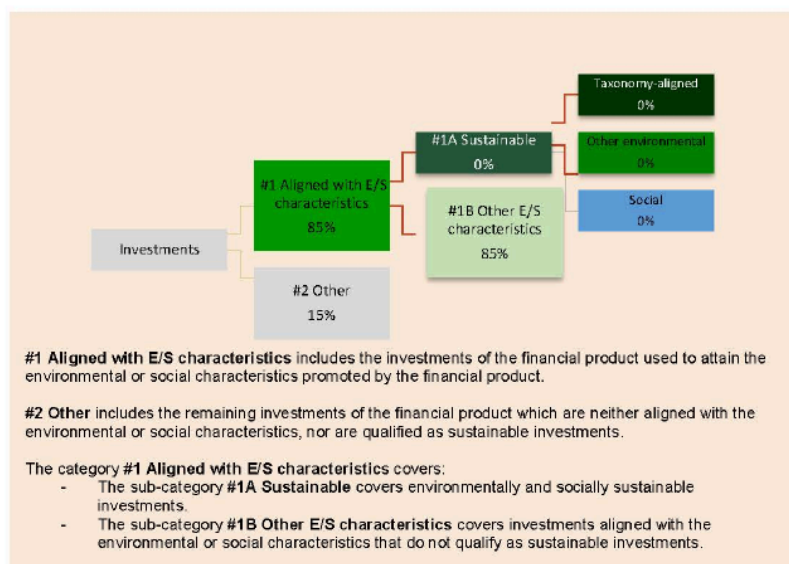 Taxonomy-aligned
0%
#1A Sustainable
0%
Other environmental
0%
#1 Aligned with E/S
characteristics
85%
#1B Other E/S
characteristics
85%
Social
0%
Investments
#2 Other
15%
#1 Aligned with E/S characteristics includes the investments of the financial product used to attain the
environmental or social characteristics promoted by the financial product.
#2 Other includes the remaining investments of the financial product which are neither aligned with the
environmental or social characteristics, nor are qualified as sustainable investments.
The category #1 Aligned with E/S characteristics covers:
- The sub-category #1A Sustainable covers environmentally and socially sustainable
investments.
- The sub-category #1B Other E/S characteristics covers investments aligned with the
environmental or social characteristics that do not qualify as sustainable investments.